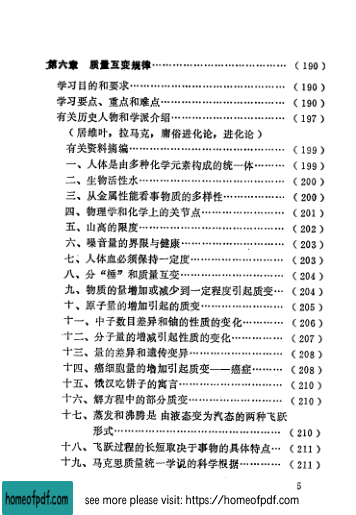 第六章 质量互变规律……………………………………（190）
学习目的和要求……………………………………………（190）
学习要点、重点和难点……………………………………（190）
有关历史人物和学派介绍…………………………………（197）
（居维叶，拉马克，庸俗进化论，进化论）
有关资料摘编………………………………………………（199）
一、人体是由多种化学元素构成的统一体………（199）
二、生物活性水……………………………………（200）
三、从金属性能看事物质的多样性………………（200）
四、物理学和化学上的关节点……………………（201）
五、山高的限度……………………………………（202）
六、噪音量的界限与健康…………………………（203）
七、人体血必须保持一定度………………………（203）
八、分“棰”和质量互变…………………………（204）
九、物质的量增加或减少到一定程度引起质变…（204）
十、原子量的增加引起的质变……………………（205）
十一、中子数目差异和铀的性质的变化…………（206）
十二、分子量的增减引起性质的变化……………（207）
十三、量的差异和遗传变异………………………（208）
十四、癌细胞量的增加引起质变——癌症………（208）
十五、饿汉吃饼子的寓言…………………………（210）
十六、解方程中的部分质变………………………（210）
十七、蒸发和沸腾是由液态变为汽态的两种飞跃
形式…………………………………………（210）
十八、飞跃过程的长短取决于事物的具体特点…（211）
十九、马克思质量统一学说的科学根据…………（211）
5
homeofpdf.com
see more please visit: https://homeofpdf.com